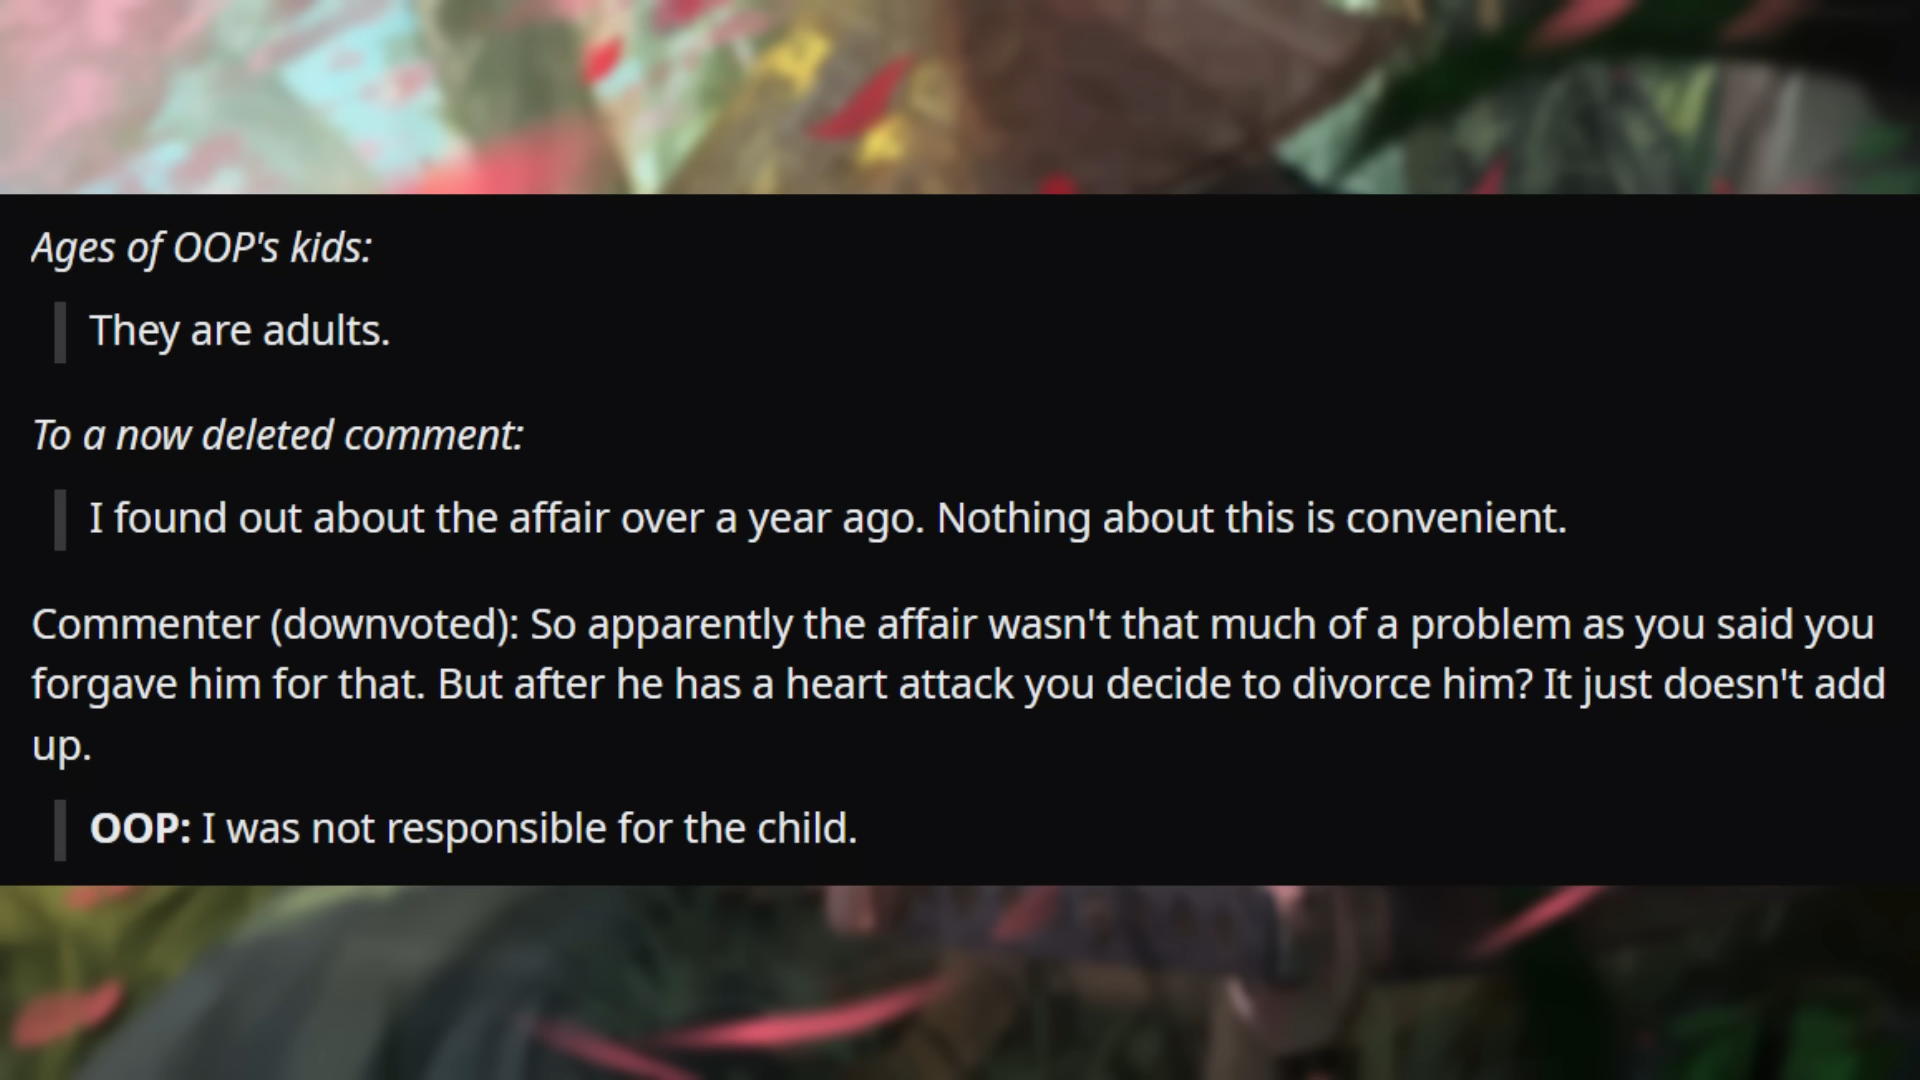 Ages of OOP's kids:
They are adults.
To a now deleted comment:
I found out about the affair over a year ago. Nothing about this is convenient.
Commenter (downvoted): So apparently the affair wasn't that much of a problem as you said you
forgave him for that. But after he has a heart attack you decide to divorce him? It just doesn't add
up.
OOP: I was not responsible for the child.